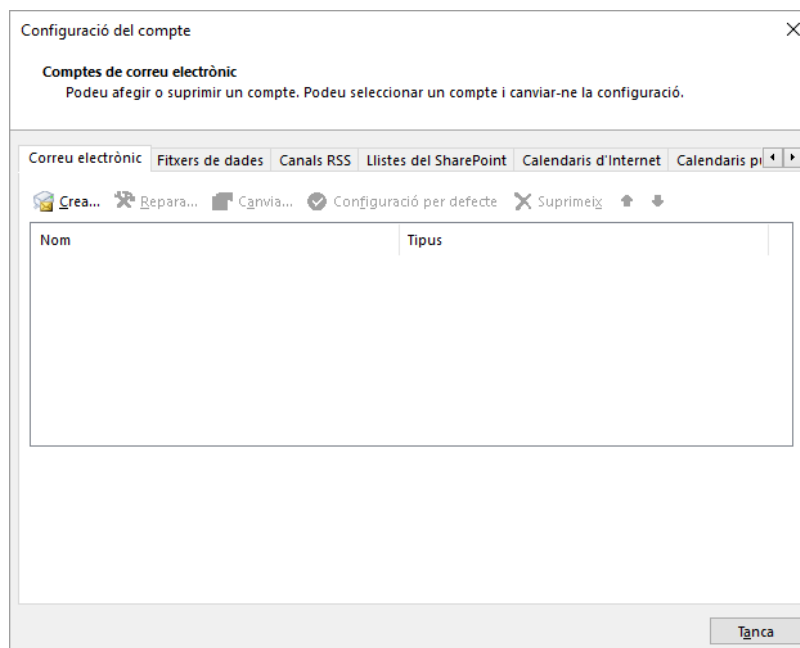 Configuració del compte
Comptes de correu electrònic
Podeu afegir o suprimir un compte. Podeu seleccionar un compte i canviar-ne la configuració.
Correu electrònic Fitxers de dades Canals RSS Llistes del SharePoint Calendaris d'Internet Calendaris pu
Crea... Repara... Canvia... Configuració per defecte Suprimeix
Nom Tipus
Tanca